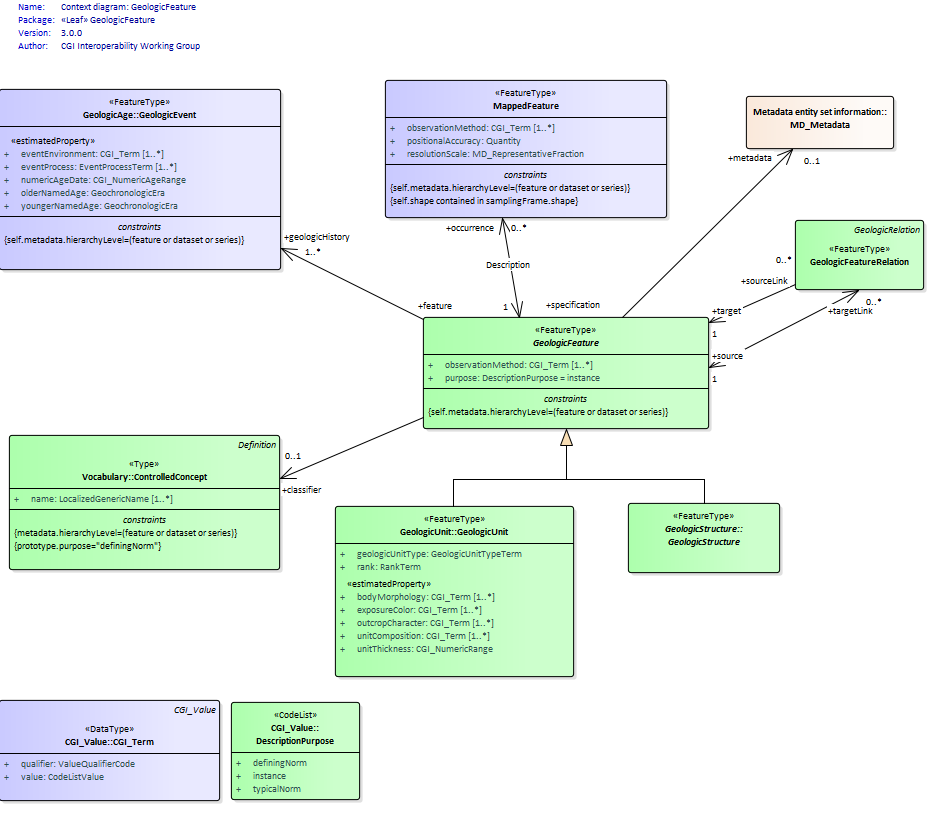 Name: Context diagram: GeologicFeature
Package: «Leaf» GeologicFeature
Version: 3.0.0
Author: CGI Interoperability Working Group
«FeatureType»
GeologicAge::GeologicEvent
«estimatedProperty»
+ eventEnvironment: CGI_Term [1..*]
+ eventProcess: EventProcessTerm [1..*]
+ numericAgeDate: CGI_NumericAgeRange
+ olderNamedAge: GeochronologicEra
+ youngerNamedAge: GeochronologicEra
constraints
{self.metadata.hierarchyLevel=(feature or dataset or series)}
«FeatureType»
MappedFeature
+ observationMethod: CGI_Term [1..*]
+ positionalAccuracy: Quantity
+ resolutionScale: MD_RepresentativeFraction
constraints
{self.metadata.hierarchyLevel=(feature or dataset or series)}
{self.shape contained in samplingFrame.shape}
Metadata entity set information::
MD_Metadata
+metadata
0..1
GeologicRelation
«FeatureType»
GeologicFeatureRelation
0..*
+sourceLink
0..*
+targetLink
+target
1
+source
1
+geologicHistory
1..*
+occurrence 0..*
Description
+feature
1
+specification
«FeatureType»
GeologicFeature
+ observationMethod: CGI_Term [1..*]
+ purpose: DescriptionPurpose = instance
constraints
{self.metadata.hierarchyLevel=(feature or dataset or series)}
Definition
«Type»
Vocabulary::ControlledConcept
+ name: LocalizedGenericName [1..*]
constraints
{metadata.hierarchyLevel=(feature or dataset or series)}
{prototype.purpose="definingNorm"}
0..1
+classifier
«FeatureType»
GeologicUnit::GeologicUnit
+ geologicUnitType: GeologicUnitTypeTerm
+ rank: RankTerm
«estimatedProperty»
+ bodyMorphology: CGI_Term [1..*]
+ exposureColor: CGI_Term [1..*]
+ outcropCharacter: CGI_Term [1..*]
+ unitComposition: CGI_Term [1..*]
+ unitThickness: CGI_NumericRange
«FeatureType»
GeologicStructure::
GeologicStructure
CGI_Value
«DataType»
CGI_Value::CGI_Term
+ qualifier: ValueQualifierCode
+ value: CodeListValue
«CodeList»
CGI_Value::
DescriptionPurpose
+ definingNorm
+ instance
+ typicalNorm